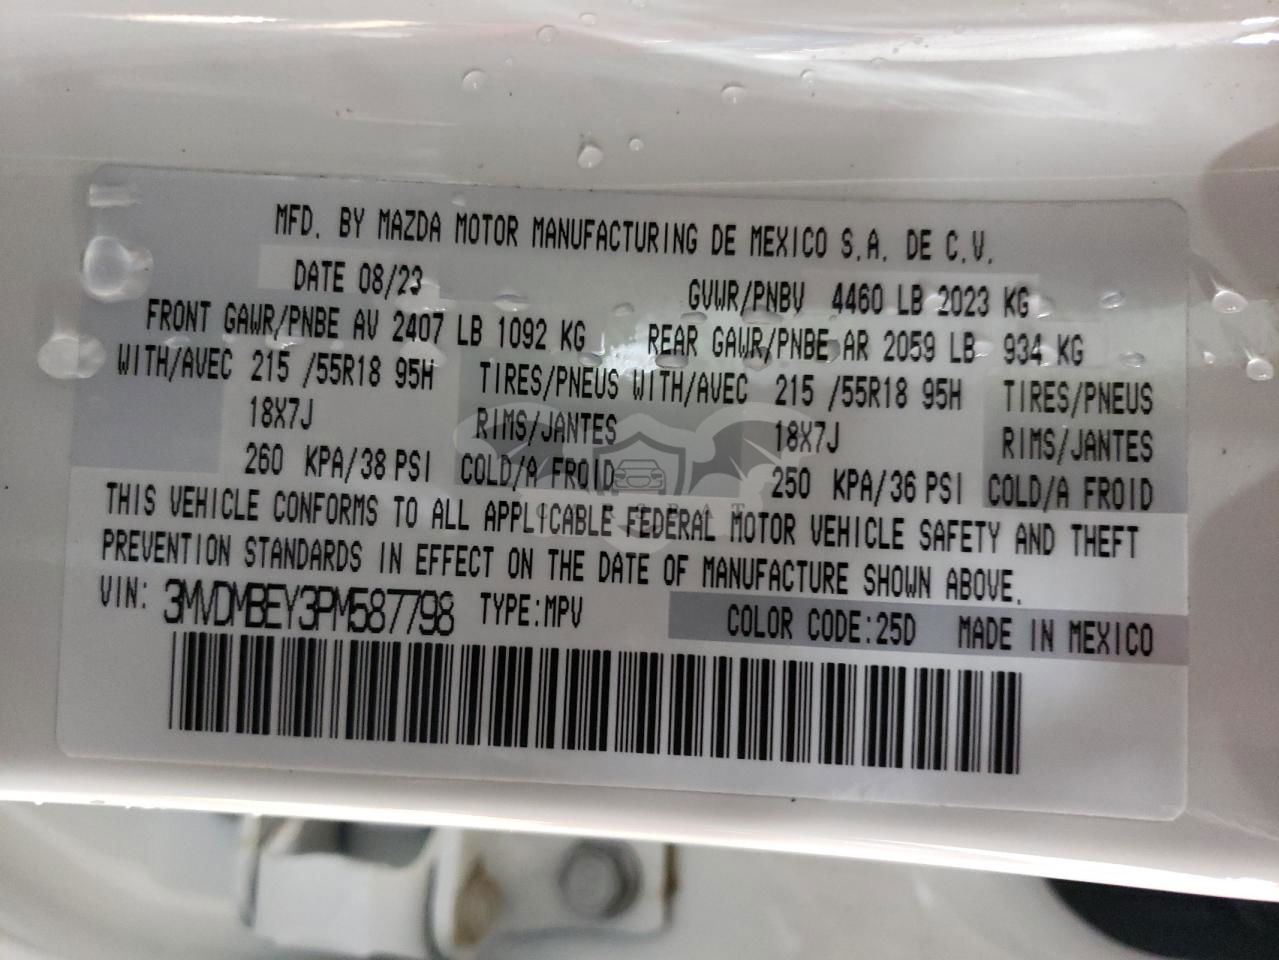 MFD. BY MAZDA MOTOR MANUFACTURING DE MEXICO S.A. DE C.V.
DATE 08/23 GVWR/PNBV 4460 LB 2023 KG
FRONT GAWR/PNBE AV 2407 LB 1092 KG REAR GAWR/PNBE AR 2059 LB 934 KG
WITH/AVEC 215 /55R18 95H TIRES/PNEUS WITH/AVEC 215 /55R18 95H TIRES/PNEUS
18X7J RIMS/JANTES 18X7J RIMS/JANTES
260 KPA/38 PSI COLD/A FROID 250 KPA/36 PSI COLD/A FROID
THIS VEHICLE CONFORMS TO ALL APPLICABLE FEDERAL MOTOR VEHICLE SAFETY AND THEFT
PREVENTION STANDARDS IN EFFECT ON THE DATE OF MANUFACTURE SHOWN ABOVE.
VIN: 3MVDMBEY3PM587798 TYPE:MPV COLOR CODE:25D MADE IN MEXICO